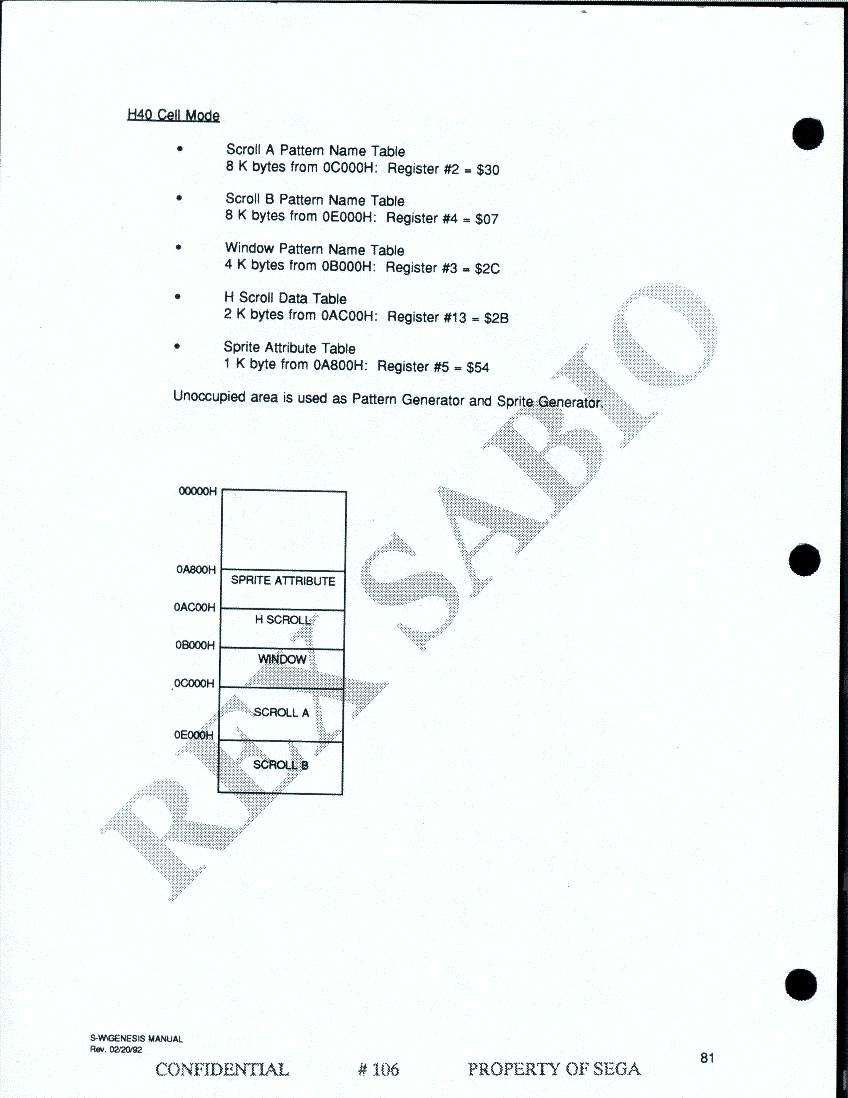 H40 Cell Mode
• Scroll A Pattern Name Table
8 K bytes from 0C000H: Register #2 = $30
• Scroll B Pattern Name Table
8 K bytes from 0E000H: Register #4 = $07
• Window Pattern Name Table
4 K bytes from 0B000H: Register #3 = $2C
• H Scroll Data Table
2 K bytes from 0AC00H: Register #13 = $2B
• Sprite Attribute Table
1 K byte from 0A800H: Register #5 = $54
Unoccupied area is used as Pattern Generator and Sprite Generator.
00000H
0A800H
SPRITE ATTRIBUTE
0AC00H
H SCROLL
0B000H
WINDOW
0C000H
SCROLL A
0E000H
SCROLL B
REX SABIO
S-W\GENESIS MANUAL
Rev. 02/20/92
81
CONFIDENTIAL # 106 PROPERTY OF SEGA